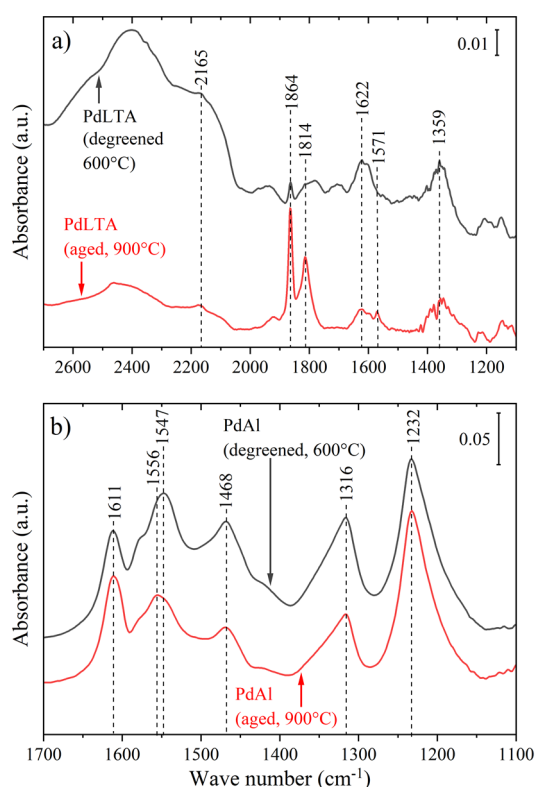 a)
0.01
2165
1864
1814
1622
1571
1359
PdLTA
(degreened
600°C)
PdLTA
(aged, 900°C)
Absorbance (a.u.)
2600 2400 2200 2000 1800 1600 1400 1200
b)
0.05
1611
1556
1547
1468
1316
1232
PdAl
(degreened, 600°C)
PdAl
(aged, 900°C)
Absorbance (a.u.)
1700 1600 1500 1400 1300 1200 1100
Wave number (cm⁻¹)